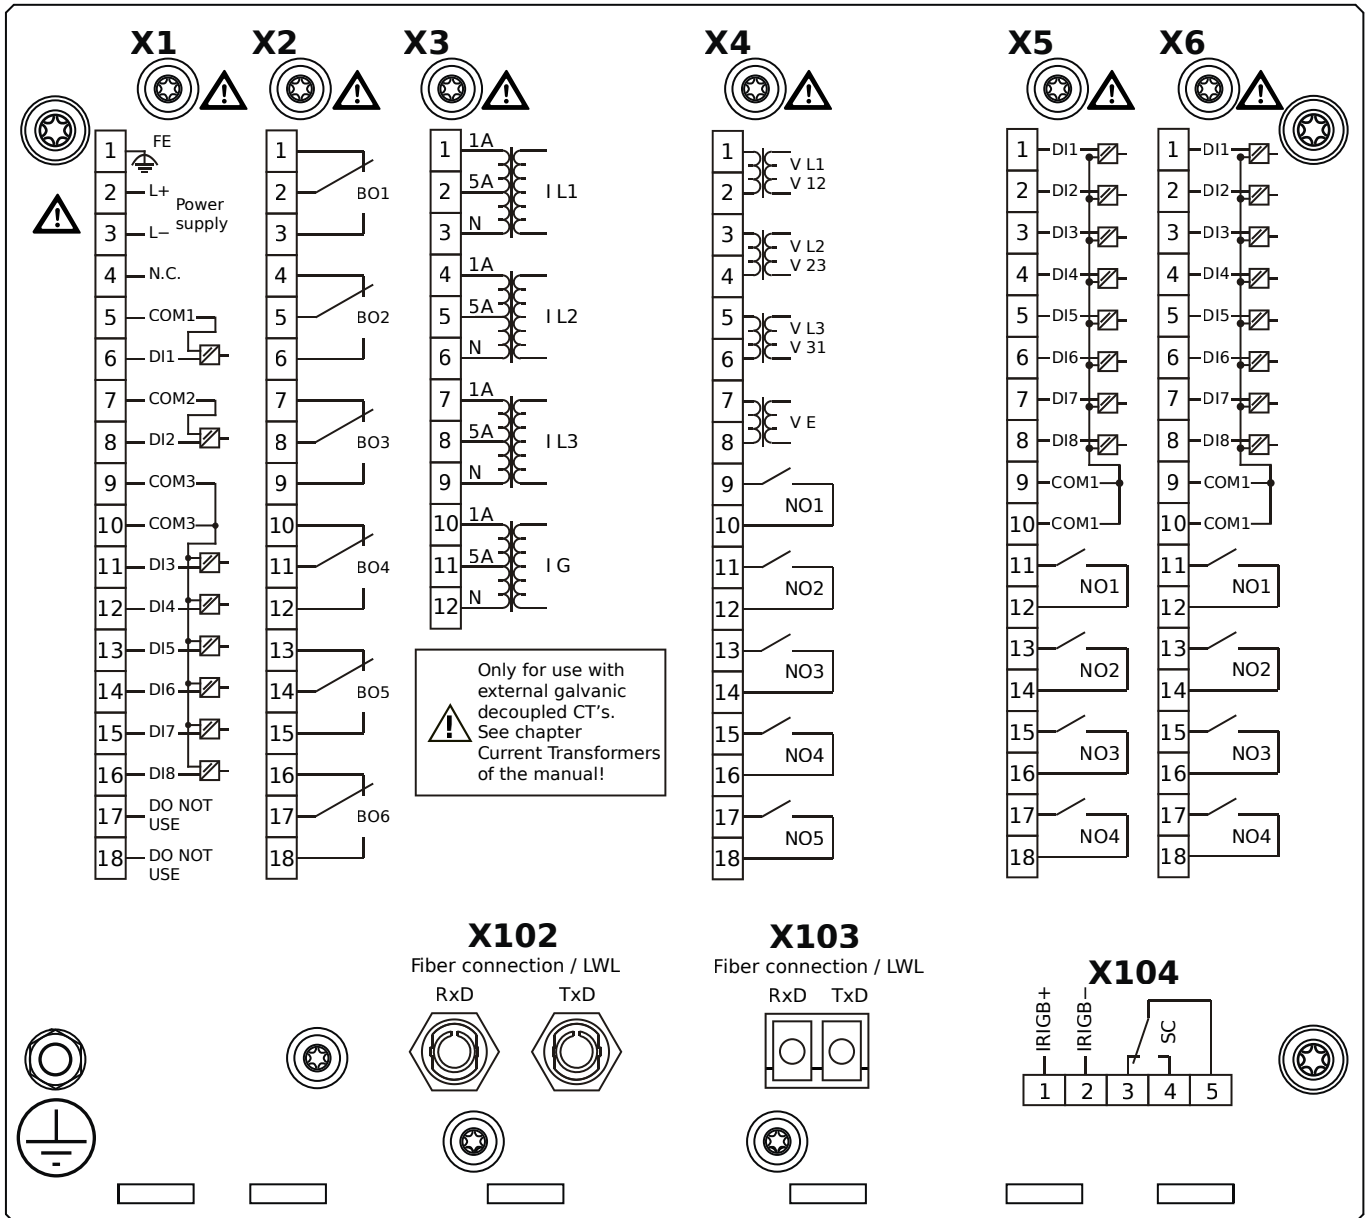 X1
X2
X3
X4
X5
X6
1
FE
2
L+
Power
supply
3
L−
4
N.C.
5
COM1
6
DI1
7
COM2
8
DI2
9
COM3
10
COM3
11
DI3
12
DI4
13
DI5
14
DI6
15
DI7
16
DI8
17
DO NOT
USE
18
DO NOT
USE
1
2
BO1
3
4
5
BO2
6
7
8
BO3
9
10
11
BO4
12
13
14
BO5
15
16
17
BO6
18
1
1A
2
5A
I L1
3
N
4
1A
5
5A
I L2
6
N
7
1A
8
5A
I L3
9
N
10
1A
11
5A
I G
12
N
Only for use with
external galvanic
decoupled CT's.
See chapter
Current Transformers
of the manual!
1
V L1
V 12
2
3
V L2
V 23
4
5
V L3
V 31
6
7
V E
8
9
NO1
10
11
NO2
12
13
NO3
14
15
NO4
16
17
NO5
18
1
DI1
2
DI2
3
DI3
4
DI4
5
DI5
6
DI6
7
DI7
8
DI8
9
COM1
10
COM1
11
NO1
12
13
NO2
14
15
NO3
16
17
NO4
18
1
DI1
2
DI2
3
DI3
4
DI4
5
DI5
6
DI6
7
DI7
8
DI8
9
COM1
10
COM1
11
NO1
12
13
NO2
14
15
NO3
16
17
NO4
18
X102
Fiber connection / LWL
RxD TxD
X103
Fiber connection / LWL
RxD TxD
X104
IRIGB+
IRIGB−
SC
1 2 3 4 5